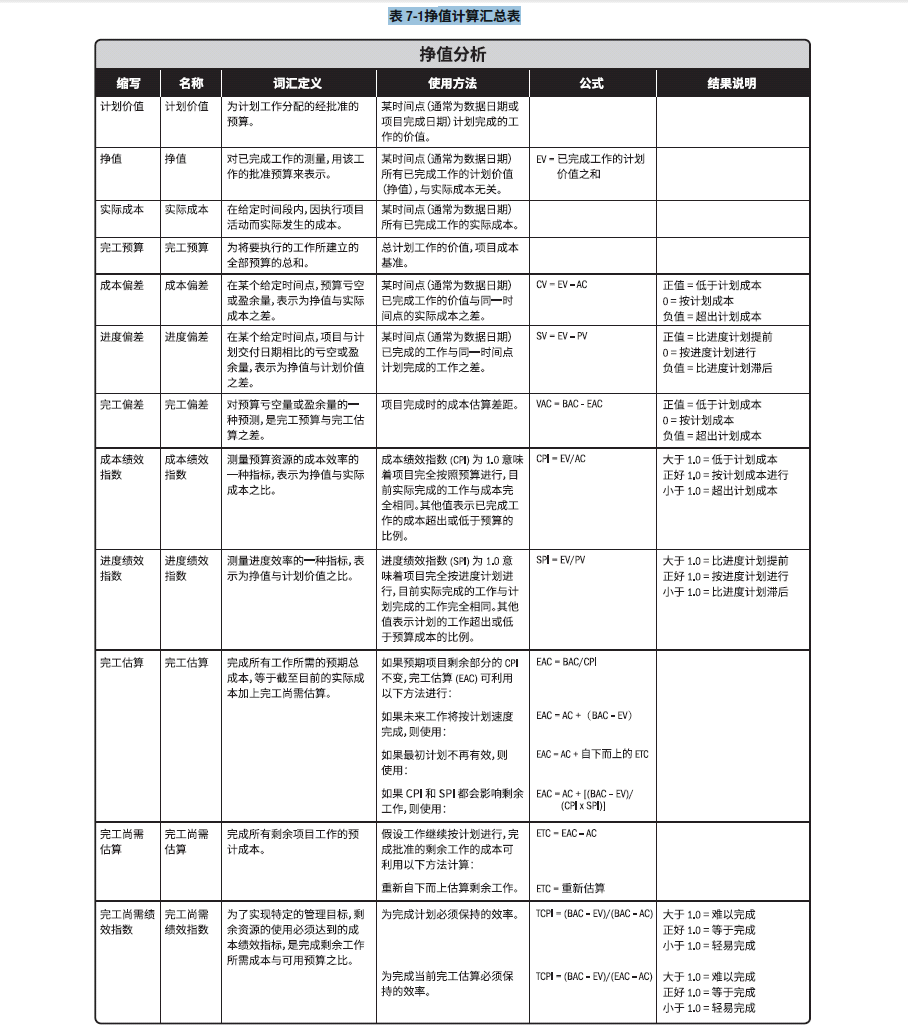 表 7-1挣值计算汇总表
挣值分析
缩写 名称 词汇定义 使用方法 公式 结果说明
计划价值 计划价值 为计划工作分配的经批准的 某时间点(通常为数据日期或
预算。 项目完成日期)计划完成的工
作的价值。
挣值 挣值 对已完成工作的测量,用该工 某时间点(通常为数据日期) EV = 已完成工作的计划
作的批准预算来表示。 所有已完成工作的计划价值 价值之和
(挣值),与实际成本无关。
实际成本 实际成本 在给定时间段内,因执行项目 某时间点(通常为数据日期)
活动而实际发生的成本。 所有已完成工作的实际成本。
完工预算 完工预算 为将要执行的工作所建立的 总计划工作的价值,项目成本
全部预算的总和。 基准。
成本偏差 成本偏差 在某个给定时间点,预算亏空 某时间点(通常为数据日期) CV = EV – AC 正值 = 低于计划成本
或盈余量,表示为挣值与实际 已完成工作的价值与同一时 0 = 按计划成本
成本之差。 间点的实际成本之差。 负值 = 超出计划成本
进度偏差 进度偏差 在某个给定时间点,项目与计 某时间点(通常为数据日期) SV = EV – PV 正值 = 比进度计划提前
划交付日期相比的亏空或盈 已完成的工作与同一时间点 0 = 按进度计划进行
余量,表示为挣值与计划价值 计划完成的工作之差。 负值 = 比进度计划滞后
之差。
完工偏差 完工偏差 对预算亏空量或盈余量的一 项目完成时的成本估算差距。 VAC = BAC - EAC 正值 = 低于计划成本
种预测,是完工预算与完工估 0 = 按计划成本
算之差。 负值 = 超出计划成本
成本绩效 成本绩效 测量预算资源的成本效率的 成本绩效指数 (CPI) 为 1.0 意味 CPI = EV/AC 大于 1.0 = 低于计划成本
指数 指数 一种指标,表示为挣值与实际 着项目完全按照预算进行,目 正好 1.0 = 按计划成本进行
成本之比。 前实际完成的工作与成本完 小于 1.0 = 超出计划成本
全相同。其他值表示已完成工
作的成本超出或低于预算的
比例。
进度绩效 进度绩效 测量进度效率的一种指标,表 进度绩效指数 (SPI) 为 1.0 意 SPI = EV/PV 大于 1.0 = 比进度计划提前
指数 指数 示为挣值与计划价值之比。 味着项目完全按进度计划进 正好 1.0 = 按进度计划进行
行,目前实际完成的工作与计 小于 1.0 = 比进度计划滞后
划完成的工作完全相同。其他
值表示计划的工作超出或低
于预算成本的比例。
完工估算 完工估算 完成所有工作所需的预期总 如果预期项目剩余部分的 CPI EAC = BAC/CPI
成本,等于截至目前的实际成 不变,完工估算 (EAC) 可利用
本加上完工尚需估算。 以下方法进行:
如果未来工作将按计划速度 EAC = AC +(BAC – EV)
完成,则使用:
如果最初计划不再有效,则 EAC = AC + 自下而上的 ETC
使用:
如果 CPI 和 SPI 都会影响剩余 EAC = AC + [(BAC – EV)/
工作,则使用: (CPI x SPI)]
完工尚需 完工尚需 完成所有剩余项目工作的预 假设工作继续按计划进行,完 ETC = EAC – AC
估算 估算 计成本。 成批准的剩余工作的成本可
利用以下方法计算:
重新自下而上估算剩余工作。 ETC = 重新估算
完工尚需绩 完工尚需 为了实现特定的管理目标,剩 为完成计划必须保持的效率。 TCPI = (BAC – EV)/(BAC – AC) 大于 1.0 = 难以完成
效指数 绩效指数 余资源的使用必须达到的成 正好 1.0 = 等于完成
本绩效指标,是完成剩余工作 小于 1.0 = 轻易完成
所需成本与可用预算之比。
为完成当前完工估算必须保 TCPI = (BAC – EV)/(EAC – AC) 大于 1.0 = 难以完成
持的效率。 正好 1.0 = 等于完成
小于 1.0 = 轻易完成